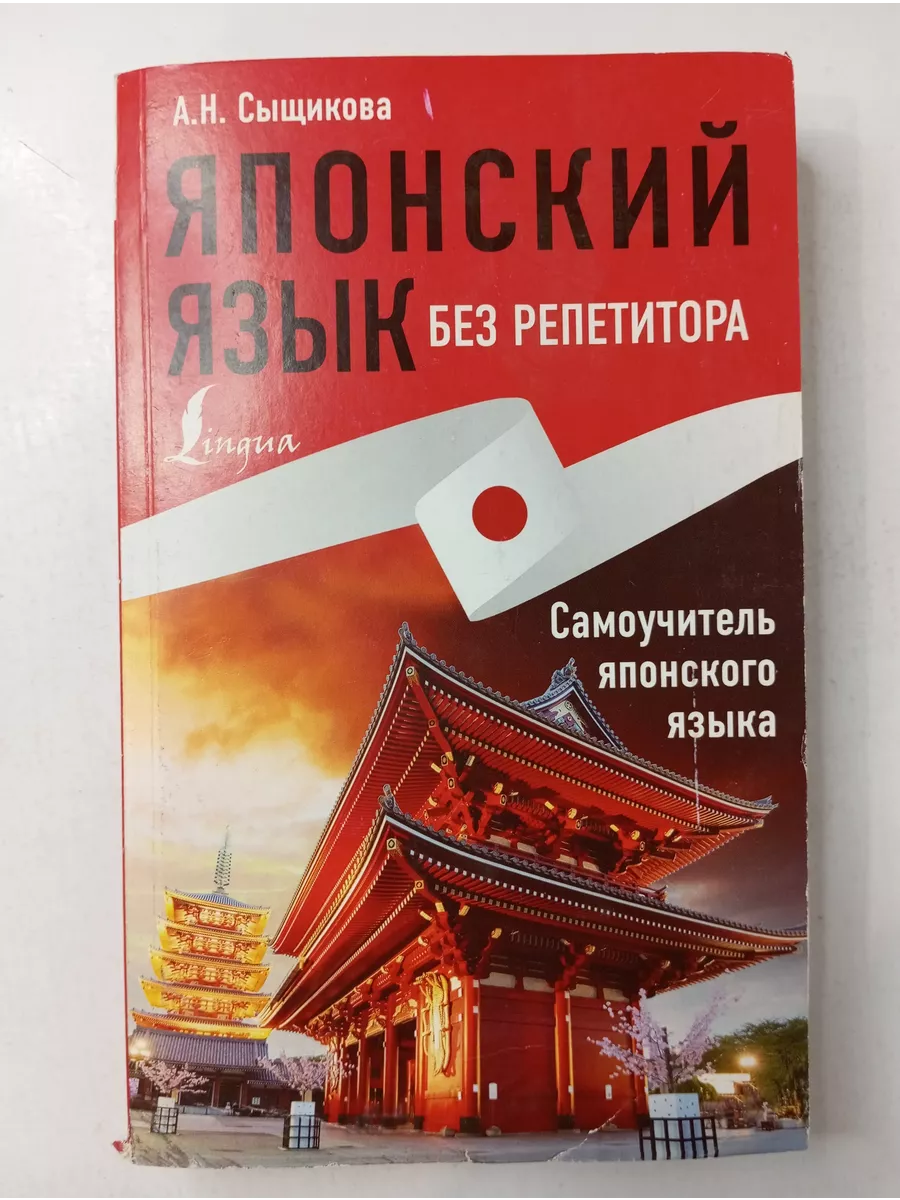 А.Н. Сыщикова
ЯПОНСКИЙ
ЯЗЫК БЕЗ РЕПЕТИТОРА
Lingua
Самоучитель
японского
языка